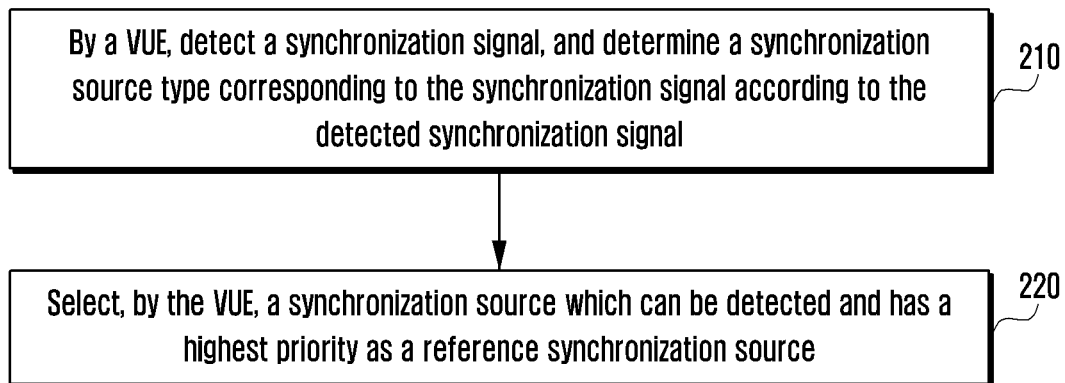 By a VUE, detect a synchronization signal, and determine a synchronization
source type corresponding to the synchronization signal according to the
detected synchronization signal
210
Select, by the VUE, a synchronization source which can be detected and has a
highest priority as a reference synchronization source
220